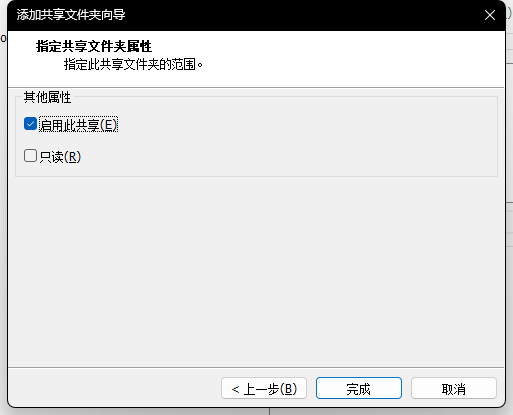 添加共享文件夹向导
指定共享文件夹属性
指定此共享文件夹的范围。
其他属性
启用此共享(E)
只读(R)
< 上一步(B)
完成
取消